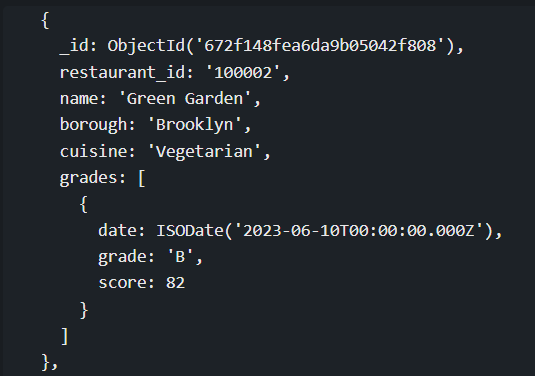 {
_id: ObjectId('672f148fea6da9b05042f808'),
restaurant_id: '100002',
name: 'Green Garden',
borough: 'Brooklyn',
cuisine: 'Vegetarian',
grades: [
{
date: ISODate('2023-06-10T00:00:00.000Z'),
grade: 'B',
score: 82
}
]
},